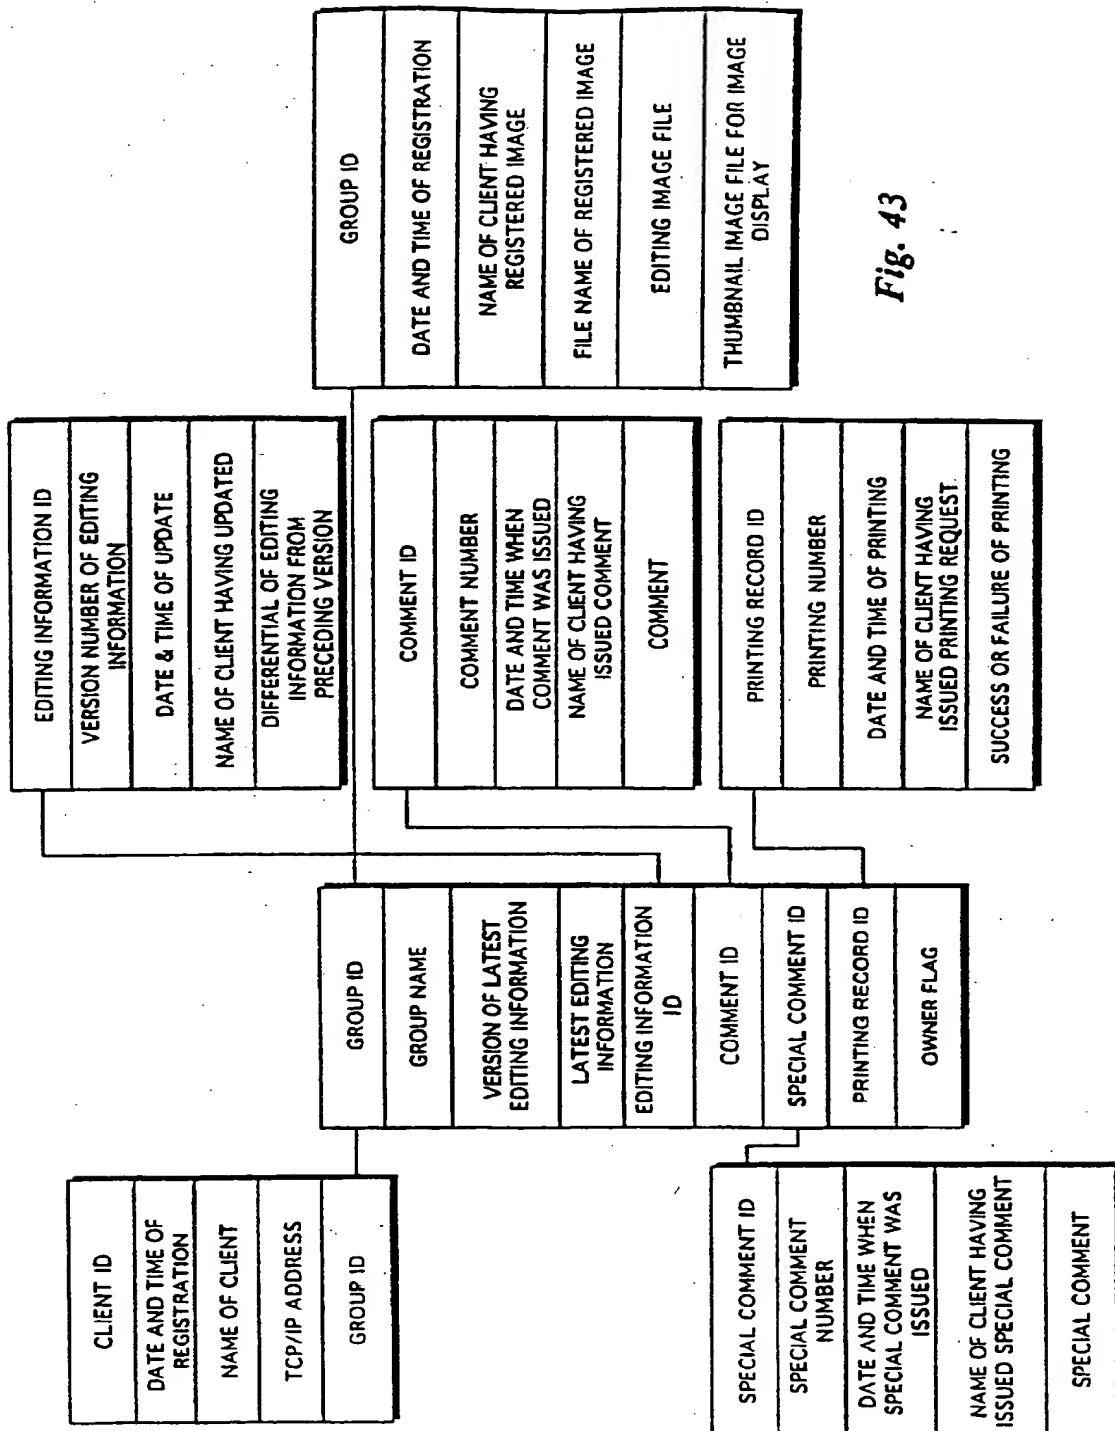 CLIENT ID
DATE AND TIME OF
REGISTRATION
NAME OF CLIENT
TCP/IP ADDRESS
GROUP ID
SPECIAL COMMENT ID
SPECIAL COMMENT
NUMBER
DATE AND TIME WHEN
SPECIAL COMMENT WAS
ISSUED
NAME OF CLIENT HAVING
ISSUED SPECIAL COMMENT
SPECIAL COMMENT
GROUP ID
GROUP NAME
VERSION OF LATEST
EDITING INFORMATION
LATEST EDITING
INFORMATION
EDITING INFORMATION
ID
COMMENT ID
SPECIAL COMMENT ID
PRINTING RECORD ID
OWNER FLAG
EDITING INFORMATION ID
VERSION NUMBER OF EDITING
INFORMATION
DATE & TIME OF UPDATE
NAME OF CLIENT HAVING UPDATED
DIFFERENTIAL OF EDITING
INFORMATION FROM
PRECEDING VERSION
COMMENT ID
COMMENT NUMBER
DATE AND TIME WHEN
COMMENT WAS ISSUED
NAME OF CLIENT HAVING
ISSUED COMMENT
COMMENT
PRINTING RECORD ID
PRINTING NUMBER
DATE AND TIME OF PRINTING
NAME OF CLIENT HAVING
ISSUED PRINTING REQUEST
SUCCESS OR FAILURE OF PRINTING
GROUP ID
DATE AND TIME OF REGISTRATION
NAME OF CLIENT HAVING
REGISTERED IMAGE
FILE NAME OF REGISTERED IMAGE
EDITING IMAGE FILE
THUMBNAIL IMAGE FILE FOR IMAGE
DISPLAY
Fig. 43